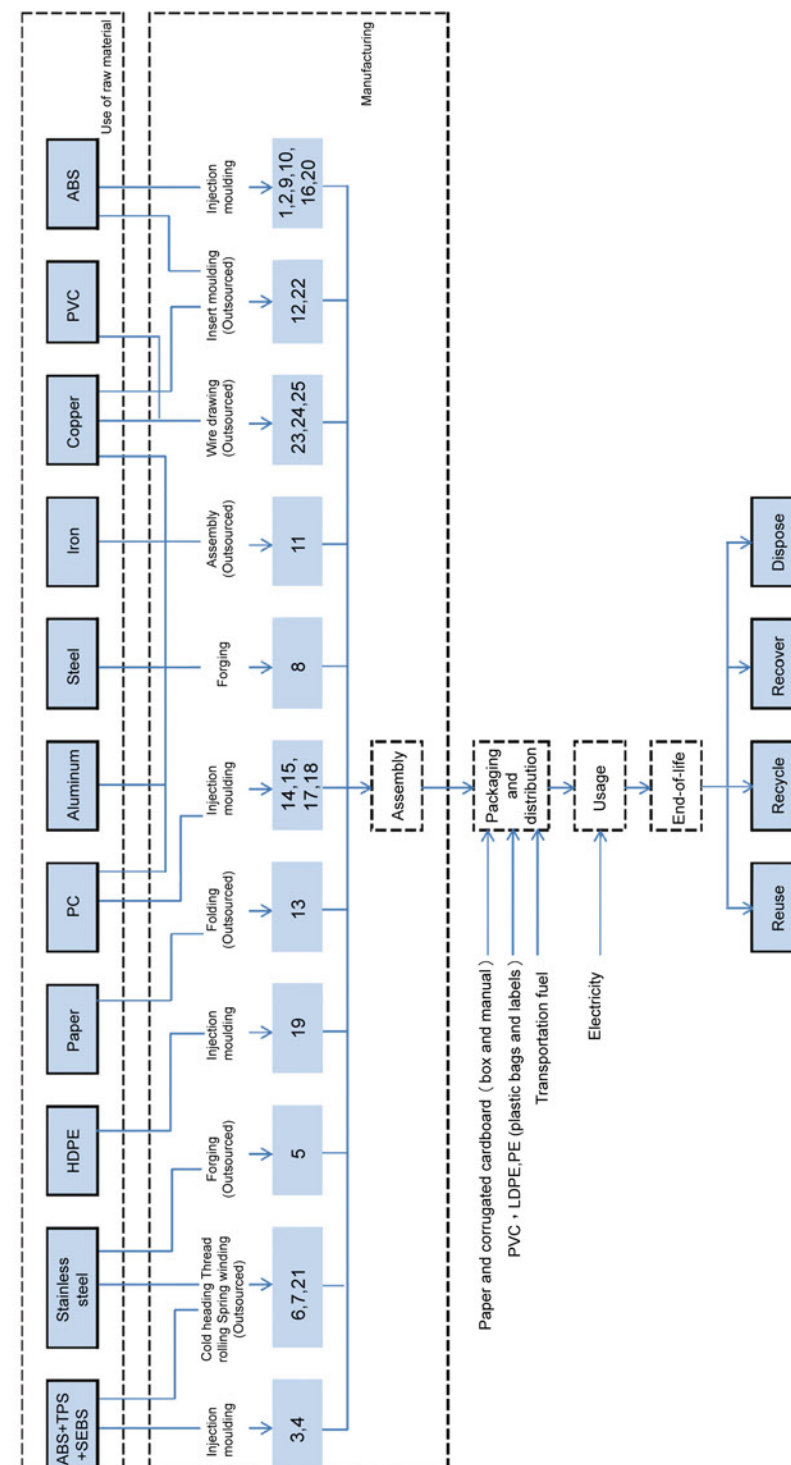 Use of raw material
ABS+TPS
+SEBS
Stainless
steel
HDPE
Paper
PC
Aluminum
Steel
Iron
Copper
PVC
ABS
Manufacturing
Injection
moulding
Cold heading Thread
rolling Spring winding
(Outsourced)
Forging
(Outsourced)
Injection
moulding
Folding
(Outsourced)
Injection
moulding
Forging
Assembly
(Outsourced)
Wire drawing
(Outsourced)
Insert moulding
(Outsourced)
Injection
moulding
3,4
6,7,21
5
19
13
14,15,
17,18
8
11
23,24,25
12,22
1,2,9,10,
16,20
Assembly
Paper and corrugated cardboard（box and manual）
PVC，LDPE,PE (plastic bags and labels）
Transportation fuel
Packaging
and
distribution
Electricity
Usage
End-of-life
Reuse
Recycle
Recover
Dispose